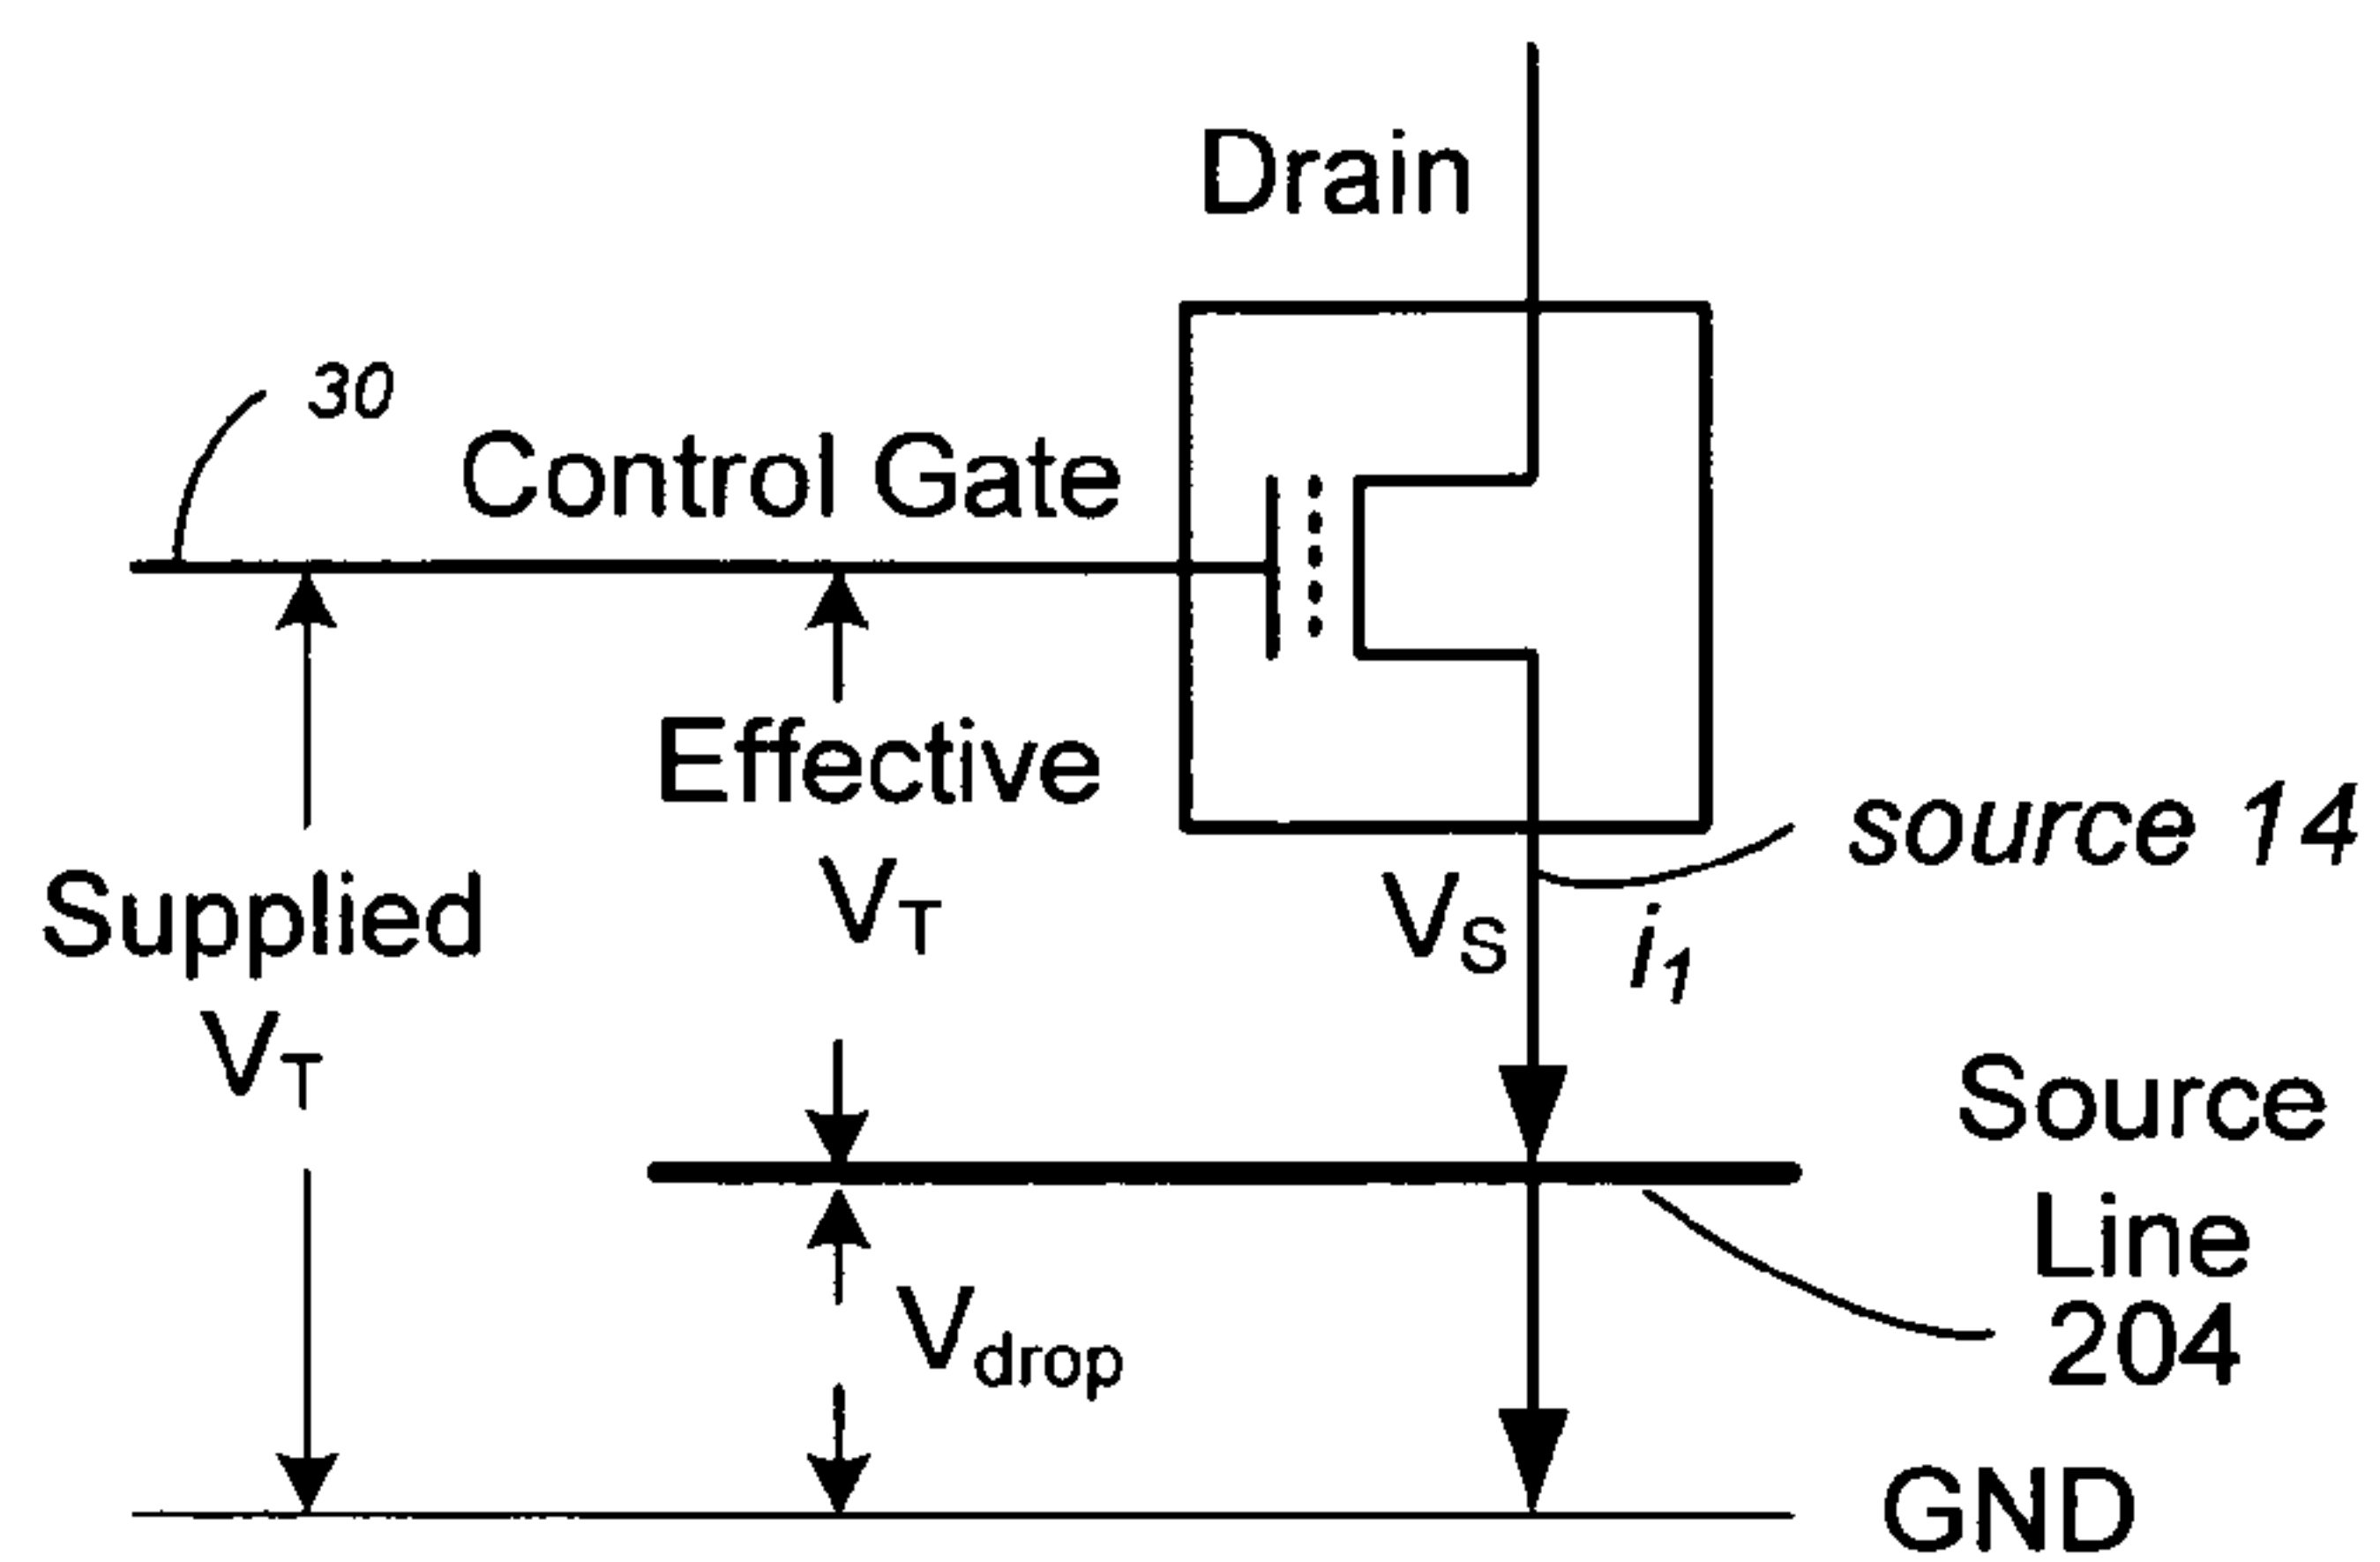 Drain
30
Control Gate
Effective
VT
source 14
Supplied
VT
VS
i1
Source
Line
204
Vdrop
GND